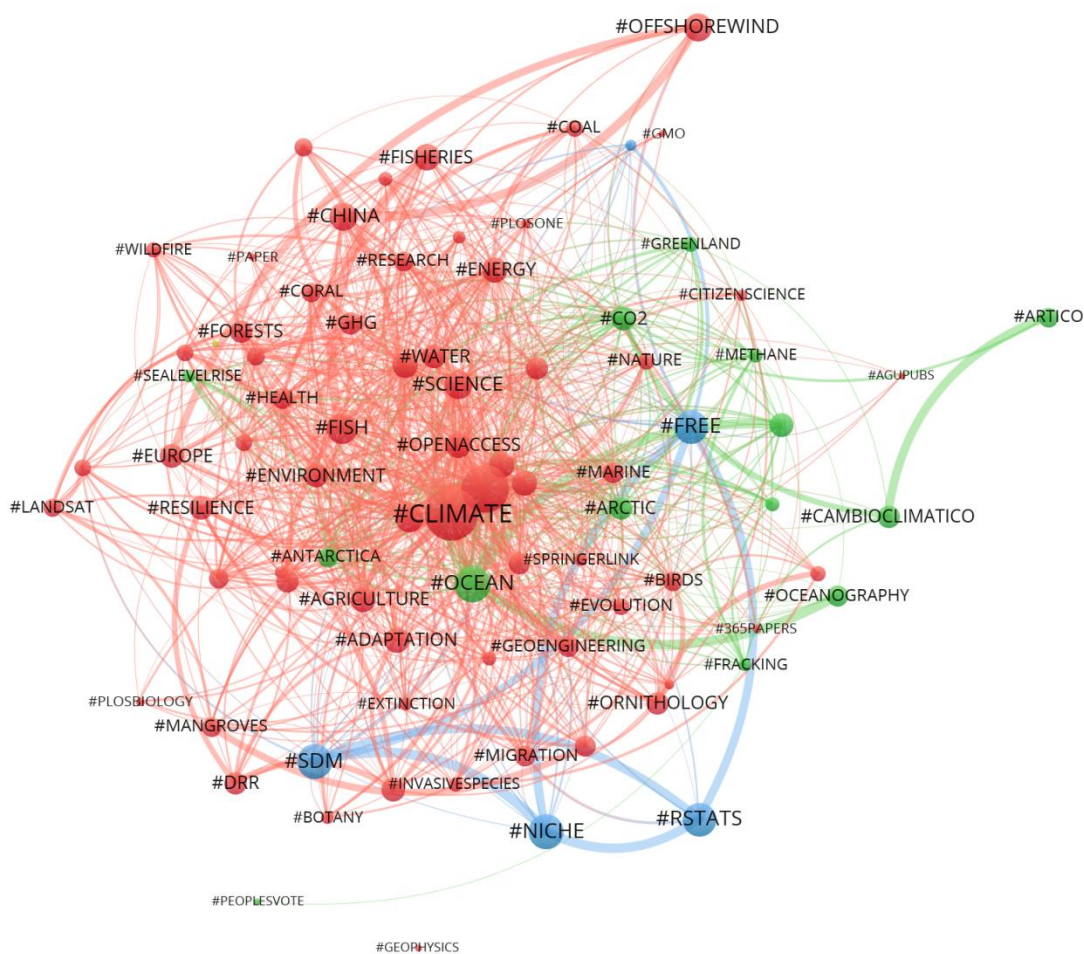 #OFFSHOREWIND
#COAL
#GMO
#FISHERIES
#CHINA
#PLOSONE
#WILDFIRE
#PAPER
#RESEARCH
#ENERGY
#GREENLAND
#CORAL
#CITIZENSCIENCE
#GHG
#CO2
#ARTICO
#FORESTS
#WATER
#NATURE
#METHANE
#SEALEVELRISE
#SCIENCE
#AGUPUBS
#HEALTH
#FISH
#FREE
#OPENACCESS
#EUROPE
#ENVIRONMENT
#MARINE
#LANDSAT
#RESILIENCE
#CLIMATE
#ARCTIC
#CAMBIOCLIMATICO
#ANTARCTICA
#SPRINGERLINK
#OCEAN
#BIRDS
#AGRICULTURE
#EVOLUTION
#OCEANOGRAPHY
#365PAPERS
#ADAPTATION
#GEOENGINEERING
#FRACKING
#PLOSBIOLOGY
#EXTINCTION
#ORNITHOLOGY
#MANGROVES
#SDM
#MIGRATION
#DRR
#INVASIVESPECIES
#BOTANY
#NICHE
#RSTATS
#PEOPLESVOTE
#GEOPHYSICS